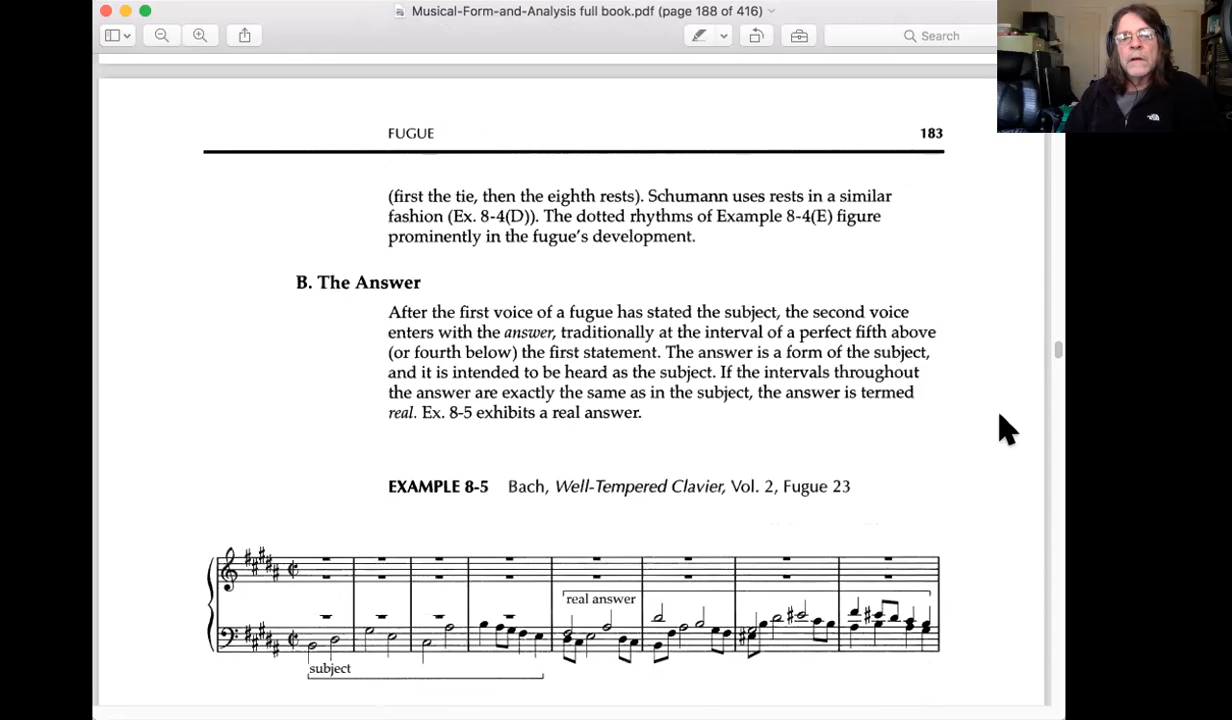 Musical-Form-and-Analysis full book.pdf (page 188 of 416)
Search
FUGUE 183
(first the tie, then the eighth rests). Schumann uses rests in a similar
fashion (Ex. 8-4(D)). The dotted rhythms of Example 8-4(E) figure
prominently in the fugue's development.
B. The Answer
After the first voice of a fugue has stated the subject, the second voice
enters with the answer, traditionally at the interval of a perfect fifth above
(or fourth below) the first statement. The answer is a form of the subject,
and it is intended to be heard as the subject. If the intervals throughout
the answer are exactly the same as in the subject, the answer is termed
real. Ex. 8-5 exhibits a real answer.
EXAMPLE 8-5 Bach, Well-Tempered Clavier, Vol. 2, Fugue 23
real answer
subject